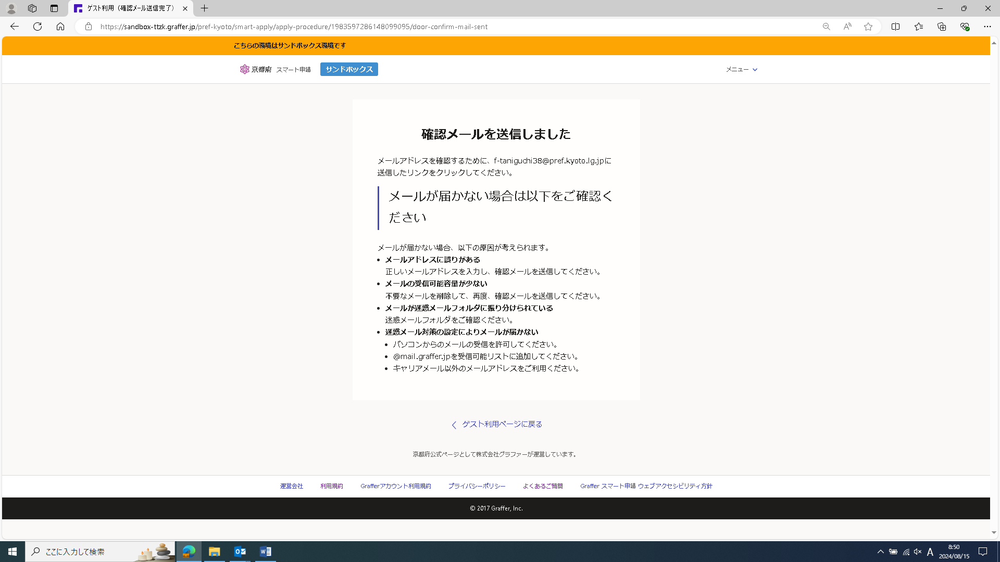 ゲスト利用（確認メール送信完了）
https://sandbox-ttzk.graffer.jp/pref-kyoto/smart-apply/apply-procedure/1983597286148099095/door-confirm-mail-sent
こちらの環境はサンドボックス環境です
京都府 スマート申請 サンドボックス メニュー
確認メールを送信しました
メールアドレスを確認するために、f-taniguchi38@pref.kyoto.lg.jpに
送信したリンクをクリックしてください。
メールが届かない場合は以下をご確認く
ださい
メールが届かない場合、以下の原因が考えられます。
• メールアドレスに誤りがある
正しいメールアドレスを入力し、確認メールを送信してください。
• メールの受信可能容量が少ない
不要なメールを削除して、再度、確認メールを送信してください。
• メールが迷惑メールフォルダに振り分けられている
迷惑メールフォルダをご確認ください。
• 迷惑メール対策の設定によりメールが届かない
• パソコンからのメールの受信を許可してください。
• @mail.graffer.jpを受信可能リストに追加してください。
• キャリアメール以外のメールアドレスをご利用ください。
ゲスト利用ページに戻る
京都府公式ページとして株式会社グラファーが運営しています。
運営会社 利用規約 Grafferアカウント利用規約 プライバシーポリシー よくあるご質問 Graffer スマート申請 ウェブアクセシビリティ方針
© 2017 Graffer, Inc.
ここに入力して検索
A 8:50
2024/08/15